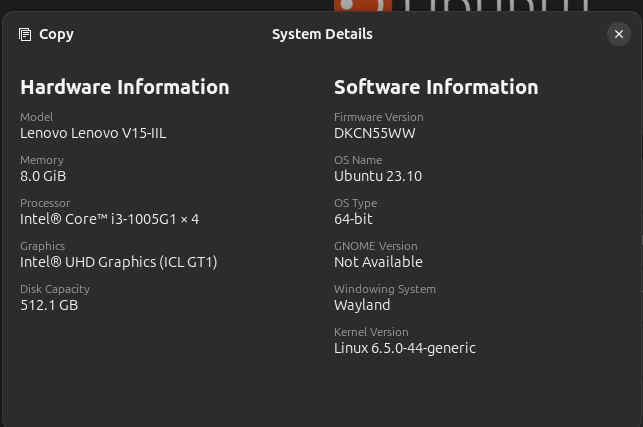 ubuntu
Copy
System Details
Hardware Information
Model
Lenovo Lenovo V15-IIL
Memory
8.0 GiB
Processor
Intel® Core™ i3-1005G1 × 4
Graphics
Intel® UHD Graphics (ICL GT1)
Disk Capacity
512.1 GB
Software Information
Firmware Version
DKCN55WW
OS Name
Ubuntu 23.10
OS Type
64-bit
GNOME Version
Not Available
Windowing System
Wayland
Kernel Version
Linux 6.5.0-44-generic